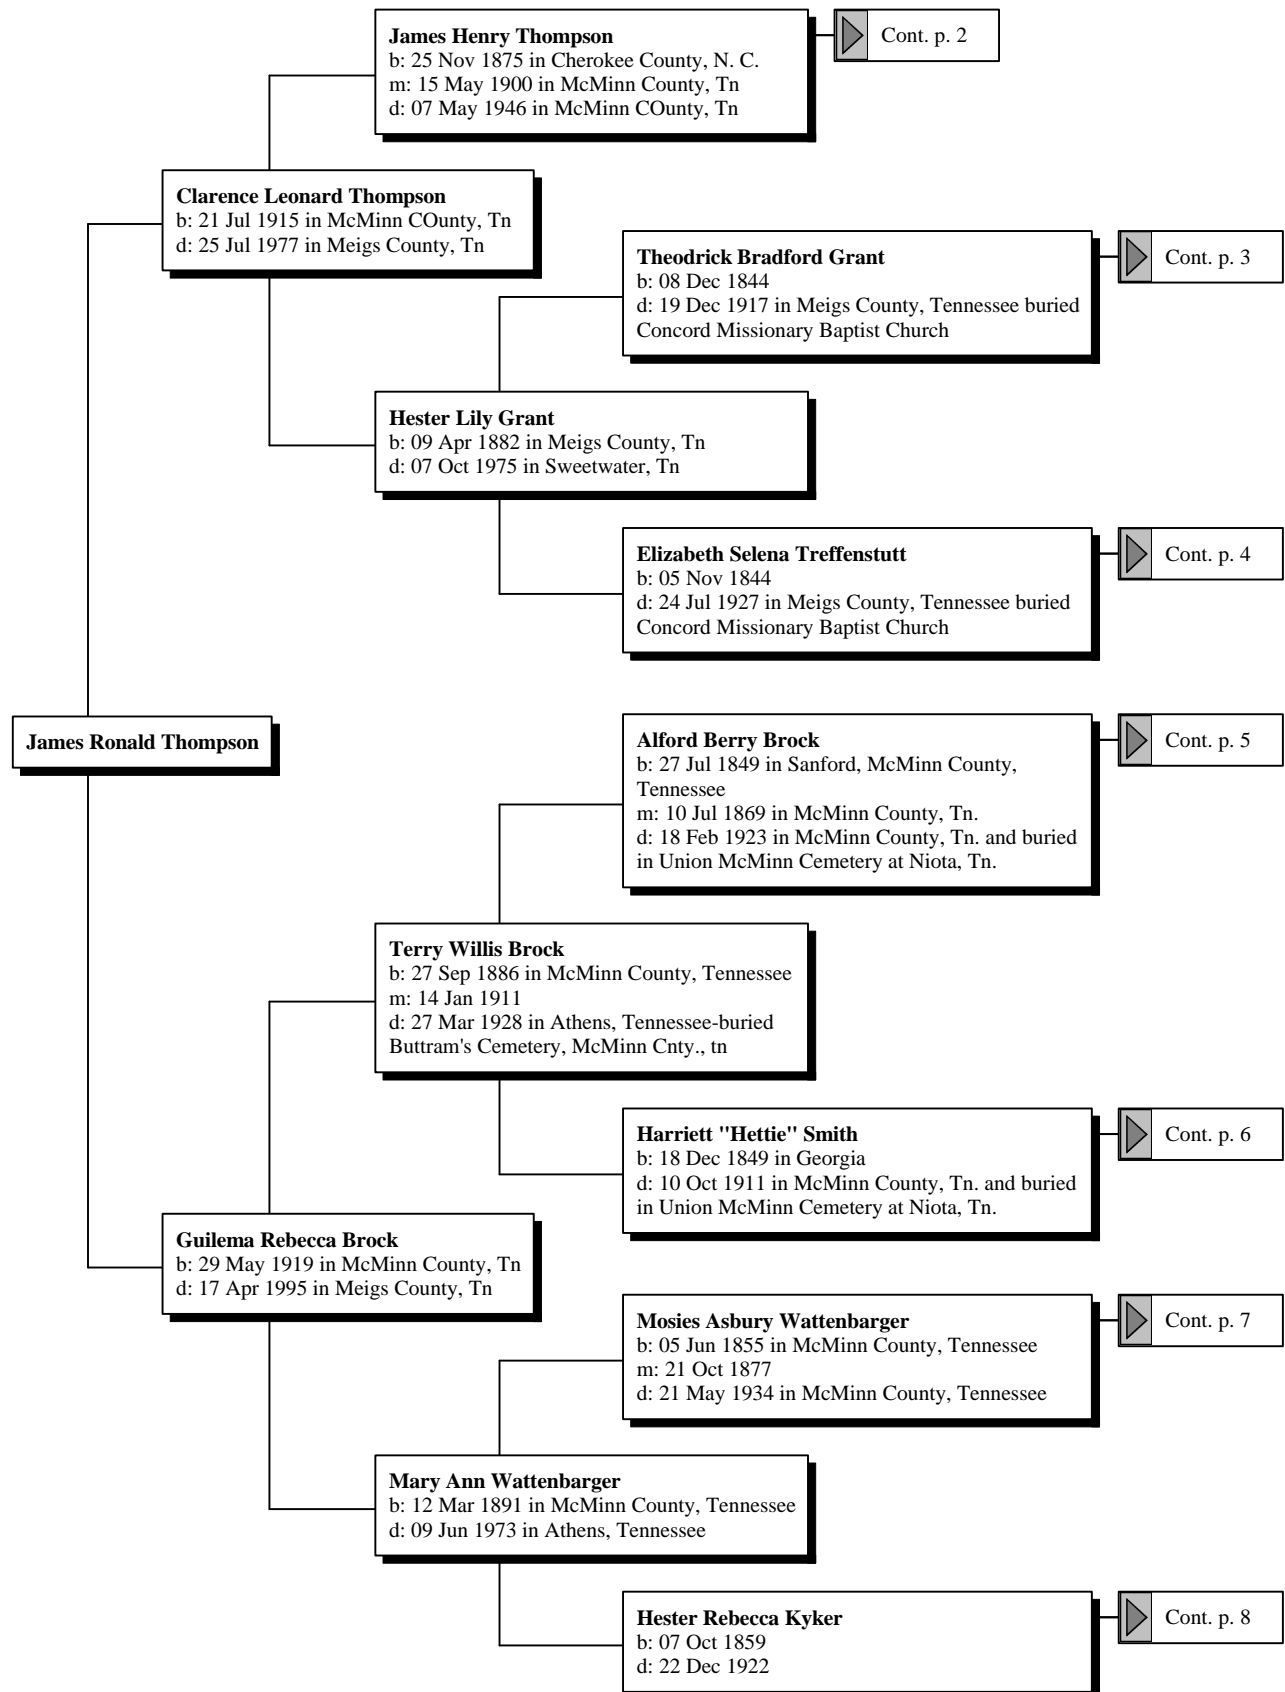 James Henry Thompson
b: 25 Nov 1875 in Cherokee County, N. C.
m: 15 May 1900 in McMinn County, Tn
d: 07 May 1946 in McMinn COunty, Tn
Cont. p. 2
Clarence Leonard Thompson
b: 21 Jul 1915 in McMinn COunty, Tn
d: 25 Jul 1977 in Meigs County, Tn
Theodrick Bradford Grant
b: 08 Dec 1844
d: 19 Dec 1917 in Meigs County, Tennessee buried
Concord Missionary Baptist Church
Cont. p. 3
Hester Lily Grant
b: 09 Apr 1882 in Meigs County, Tn
d: 07 Oct 1975 in Sweetwater, Tn
Elizabeth Selena Treffenstutt
b: 05 Nov 1844
d: 24 Jul 1927 in Meigs County, Tennessee buried
Concord Missionary Baptist Church
Cont. p. 4
James Ronald Thompson
Alford Berry Brock
b: 27 Jul 1849 in Sanford, McMinn County,
Tennessee
m: 10 Jul 1869 in McMinn County, Tn.
d: 18 Feb 1923 in McMinn County, Tn. and buried
in Union McMinn Cemetery at Niota, Tn.
Cont. p. 5
Terry Willis Brock
b: 27 Sep 1886 in McMinn County, Tennessee
m: 14 Jan 1911
d: 27 Mar 1928 in Athens, Tennessee-buried
Buttram's Cemetery, McMinn Cnty., tn
Harriett "Hettie" Smith
b: 18 Dec 1849 in Georgia
d: 10 Oct 1911 in McMinn County, Tn. and buried
in Union McMinn Cemetery at Niota, Tn.
Cont. p. 6
Guilema Rebecca Brock
b: 29 May 1919 in McMinn County, Tn
d: 17 Apr 1995 in Meigs County, Tn
Mosies Asbury Wattenbarger
b: 05 Jun 1855 in McMinn County, Tennessee
m: 21 Oct 1877
d: 21 May 1934 in McMinn County, Tennessee
Cont. p. 7
Mary Ann Wattenbarger
b: 12 Mar 1891 in McMinn County, Tennessee
d: 09 Jun 1973 in Athens, Tennessee
Hester Rebecca Kyker
b: 07 Oct 1859
d: 22 Dec 1922
Cont. p. 8